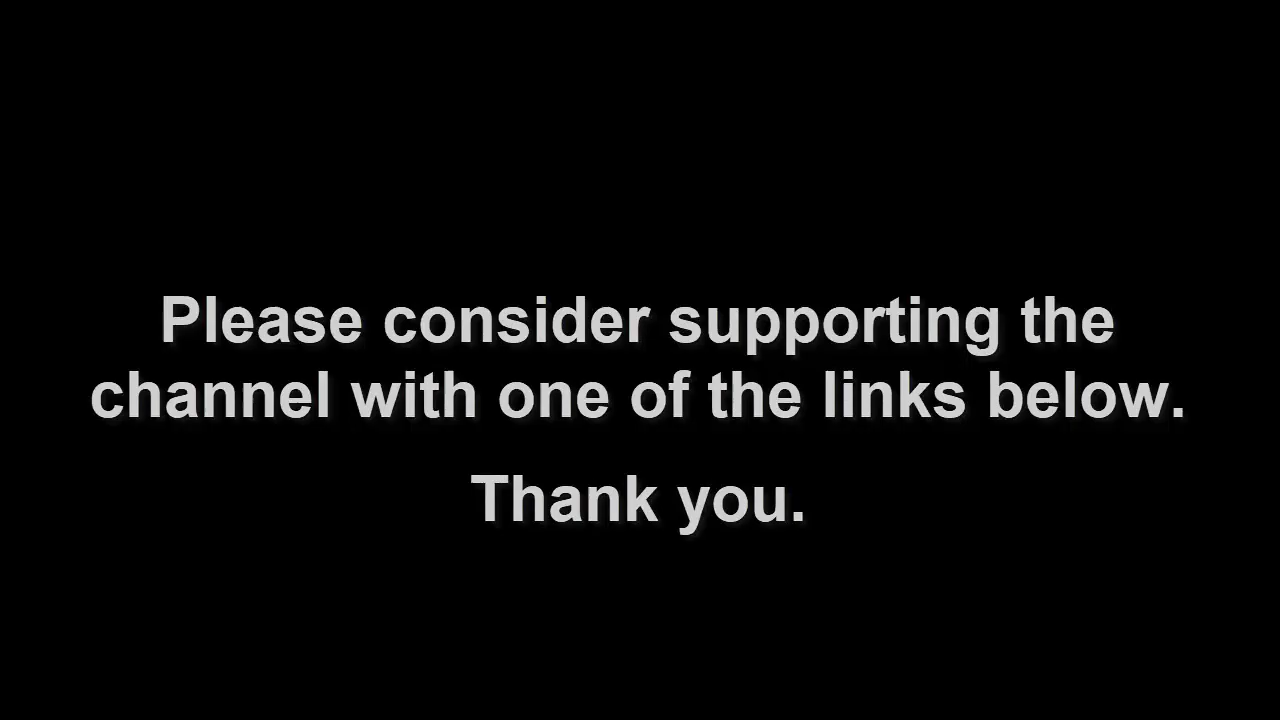 Please consider supporting the
channel with one of the links below.
Thank you.